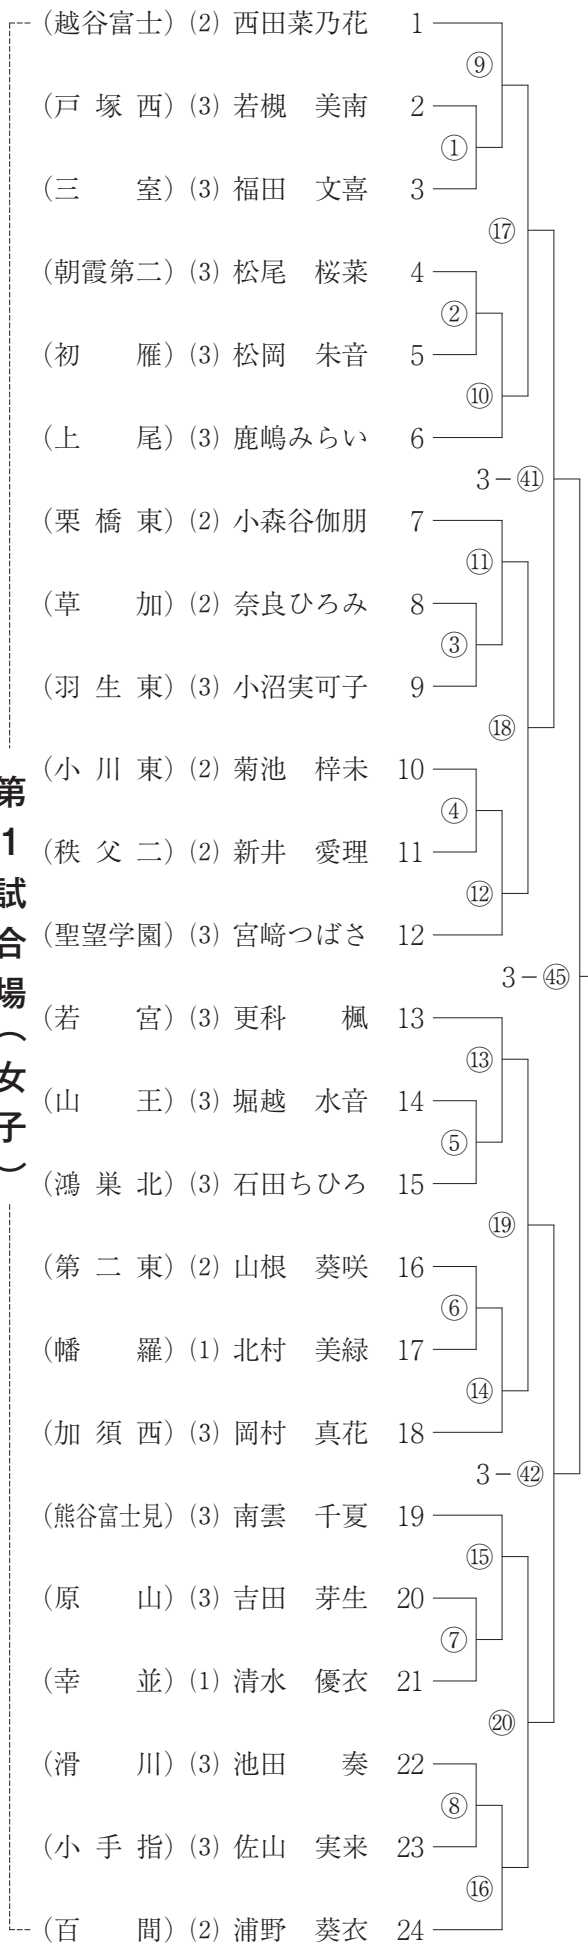 第1試合場（女子）
（越谷富士）(2) 西田菜乃花 1
⑨
（戸塚西）(3) 若槻 美南 2
①
（三室）(3) 福田 文喜 3
⑰
（朝霞第二）(3) 松尾 桜菜 4
②
（初雁）(3) 松岡 朱音 5
⑩
（上尾）(3) 鹿嶋みらい 6
3－㊶
（栗橋東）(2) 小森谷伽朋 7
⑪
（草加）(2) 奈良ひろみ 8
③
（羽生東）(3) 小沼実可子 9
⑱
（小川東）(2) 菊池 梓未 10
④
（秩父二）(2) 新井 愛理 11
⑫
（聖望学園）(3) 宮﨑つばさ 12
3－㊺
（若宮）(3) 更科 楓 13
⑬
（山王）(3) 堀越 水音 14
⑤
（鴻巣北）(3) 石田ちひろ 15
⑲
（第二東）(2) 山根 葵咲 16
⑥
（幡羅）(1) 北村 美緑 17
⑭
（加須西）(3) 岡村 真花 18
3－㊷
（熊谷富士見）(3) 南雲 千夏 19
⑮
（原山）(3) 吉田 芽生 20
⑦
（幸並）(1) 清水 優衣 21
⑳
（滑川）(3) 池田 奏 22
⑧
（小手指）(3) 佐山 実来 23
⑯
（百間）(2) 浦野 葵衣 24